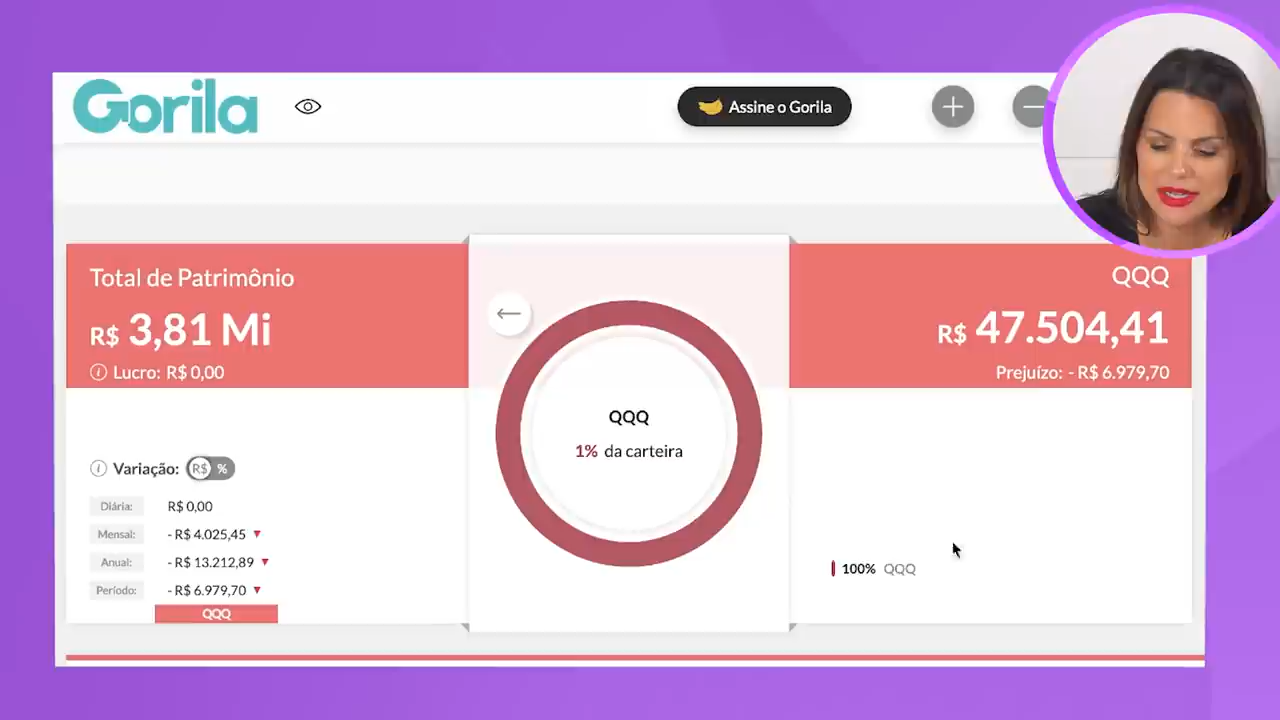 Gorila
Assine o Gorila
Total de Patrimônio
R$ 3,81 Mi
Lucro: R$ 0,00
QQQ
R$ 47.504,41
Prejuízo: - R$ 6.979,70
QQQ
1% da carteira
Variação: R$ %
Diária: R$ 0,00
Mensal: - R$ 4.025,45
Anual: - R$ 13.212,89
Período: - R$ 6.979,70
QQQ
100% QQQ